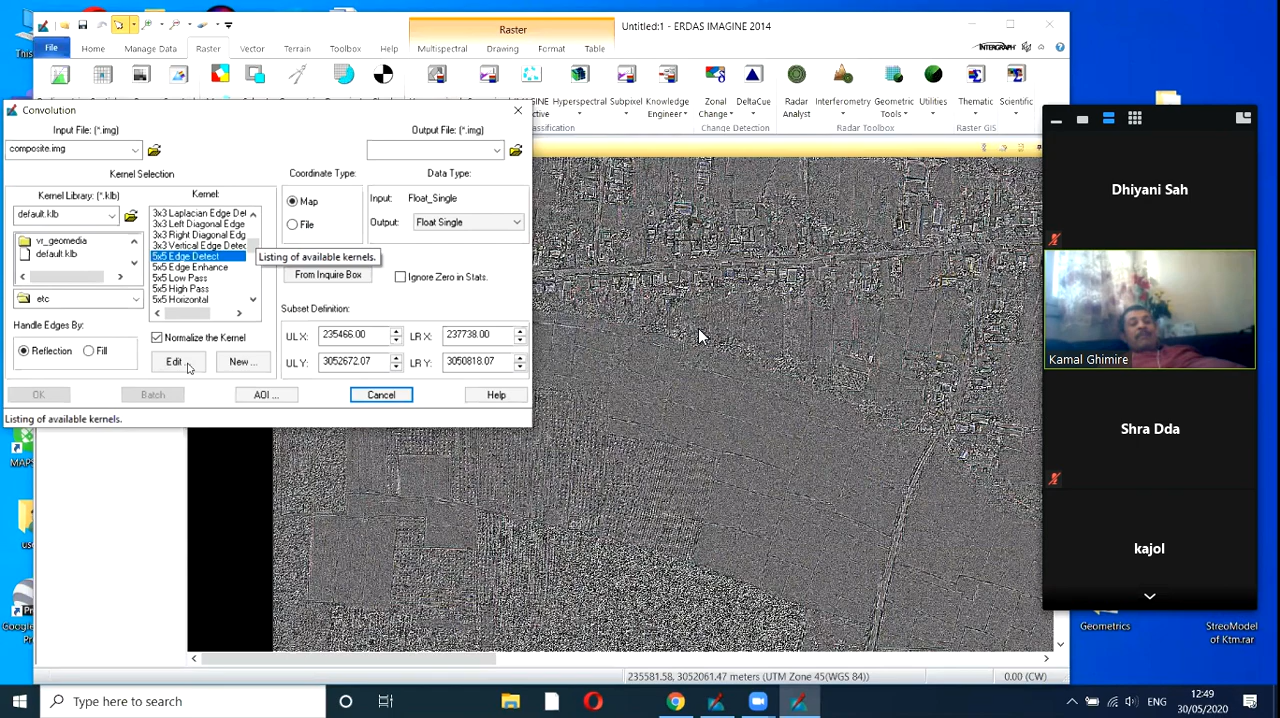 Untitled:1 - ERDAS IMAGINE 2014
Raster
File
Home
Manage Data
Raster
Vector
Terrain
Toolbox
Help
Multispectral
Drawing
Format
Table
INTERGRAPH
Hyperspectral
Subpixel
Knowledge Engineer
Zonal Change
DeltaCue
Radar Analyst
Interferometry
Geometric Tools
Utilities
Thematic
Scientific
Change Detection
Radar Toolbox
Raster GIS
Convolution
Input File: (*.img)
Output File: (*.img)
composite.img
Kernel Selection
Coordinate Type:
Data Type:
Kernel Library: (*.klb)
Kernel:
default.klb
vr_geomedia
default.klb
etc
3x3 Laplacian Edge Det
3x3 Left Diagonal Edge
3x3 Right Diagonal Edg
3x3 Vertical Edge Detec
5x5 Edge Detect
5x5 Edge Enhance
5x5 Low Pass
5x5 High Pass
5x5 Horizontal
Map
File
Input: Float_Single
Output: Float Single
Listing of available kernels.
From Inquire Box
Ignore Zero in Stats.
Subset Definition:
Handle Edges By:
Normalize the Kernel
UL X: 235466.00 LR X: 237738.00
Reflection
Fill
Edit
New ...
UL Y: 3052672.07 LR Y: 3050818.07
OK
Batch
AOI ...
Cancel
Help
Listing of available kernels.
Dhiyani Sah
Kamal Ghimire
Shra Dda
kajol
MAPS
Geometrics
StreoModel of Ktm.rar
235581.58, 3052061.47 meters (UTM Zone 45(WGS 84))
0.00 (CW)
Type here to search
ENG
12:49
30/05/2020